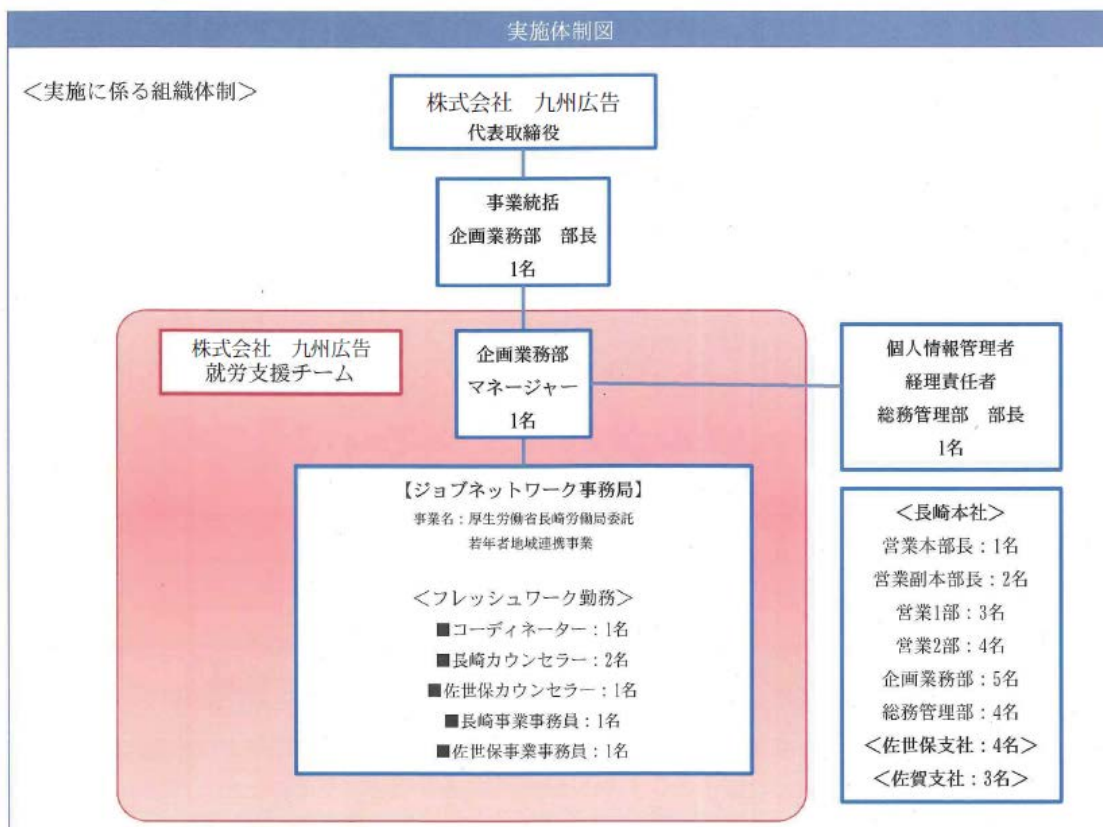 実施体制図
＜実施に係る組織体制＞
株式会社　九州広告
代表取締役
事業統括
企画業務部　部長
1名
株式会社　九州広告
就労支援チーム
企画業務部
マネージャー
1名
個人情報管理者
経理責任者
総務管理部　部長
1名
【ジョブネットワーク事務局】
事業名：厚生労働省長崎労働局委託
若年者地域連携事業
＜フレッシュワーク勤務＞
■コーディネーター：1名
■長崎カウンセラー：2名
■佐世保カウンセラー：1名
■長崎事業事務員：1名
■佐世保事業事務員：1名
＜長崎本社＞
営業本部長：1名
営業副本部長：2名
営業1部：3名
営業2部：4名
企画業務部：5名
総務管理部：4名
＜佐世保支社：4名＞
＜佐賀支社：3名＞